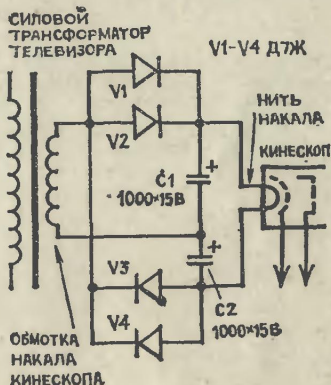 СИЛОВОЙ
ТРАНСФОРМАТОР
ТЕЛЕВИЗОРА
V1-V4 Д7Ж
V1
V2
НИТЬ
НАКАЛА
КИНЕСКОП
C1
1000×15В
+
+
V3
V4
C2
1000×15В
ОБМОТКА
НАКАЛА
КИНЕСКОПА